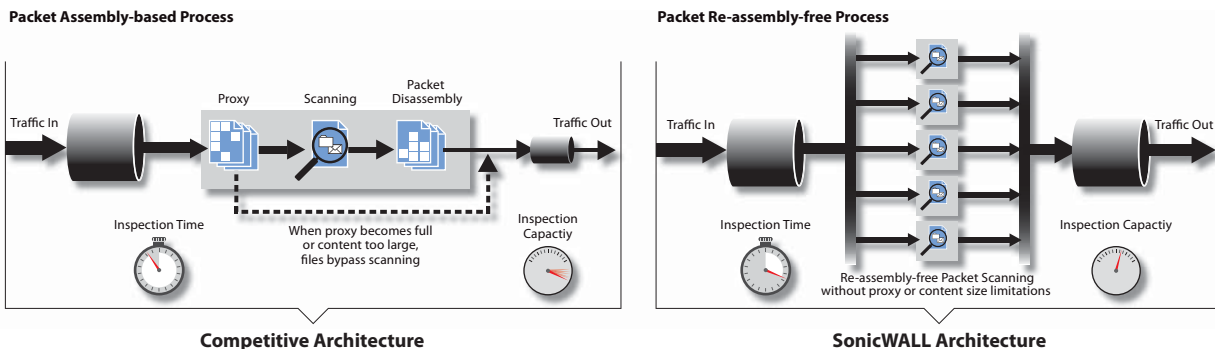 Packet Assembly-based Process
Proxy
Scanning
Packet
Disassembly
Traffic In
Traffic Out
Inspection Time
When proxy becomes full
or content too large,
files bypass scanning
Inspection
Capactiy
Competitive Architecture
Packet Re-assembly-free Process
Traffic In
Traffic Out
Inspection Time
Inspection Capactiy
Re-assembly-free Packet Scanning
without proxy or content size limitations
SonicWALL Architecture